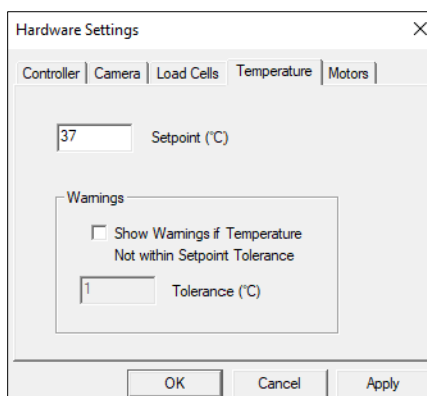 Hardware Settings
Controller Camera Load Cells Temperature Motors
37 Setpoint (°C)
Warnings
Show Warnings if Temperature
Not within Setpoint Tolerance
1 Tolerance (°C)
OK Cancel Apply